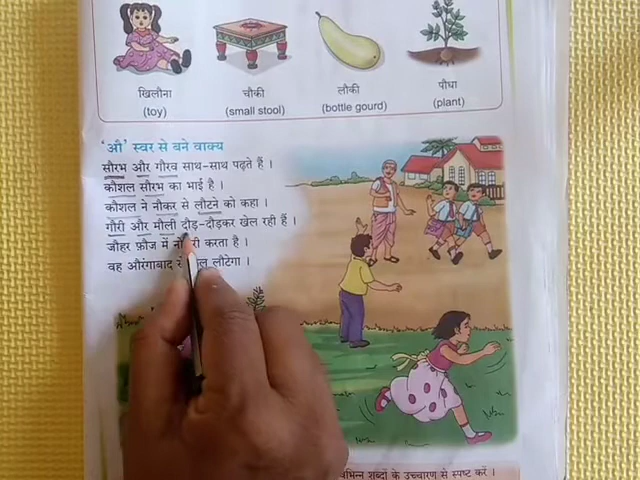 खिलौना
(toy)
चौकी
(small stool)
लौकी
(bottle gourd)
पौधा
(plant)
'औ' स्वर से बने वाक्य
सौरभ और गौरव साथ-साथ पढ़ते हैं ।
कौशल सौरभ का भाई है ।
कौशल ने नौकर से लौटने को कहा ।
गौरी और मौली दौड़-दौड़कर खेल रही हैं ।
जौहर फ़ौज में री करता है ।
वह औरंगाबाद लौटेगा ।
विभिन्न शब्दों के उच्चारण से स्पष्ट करें ।